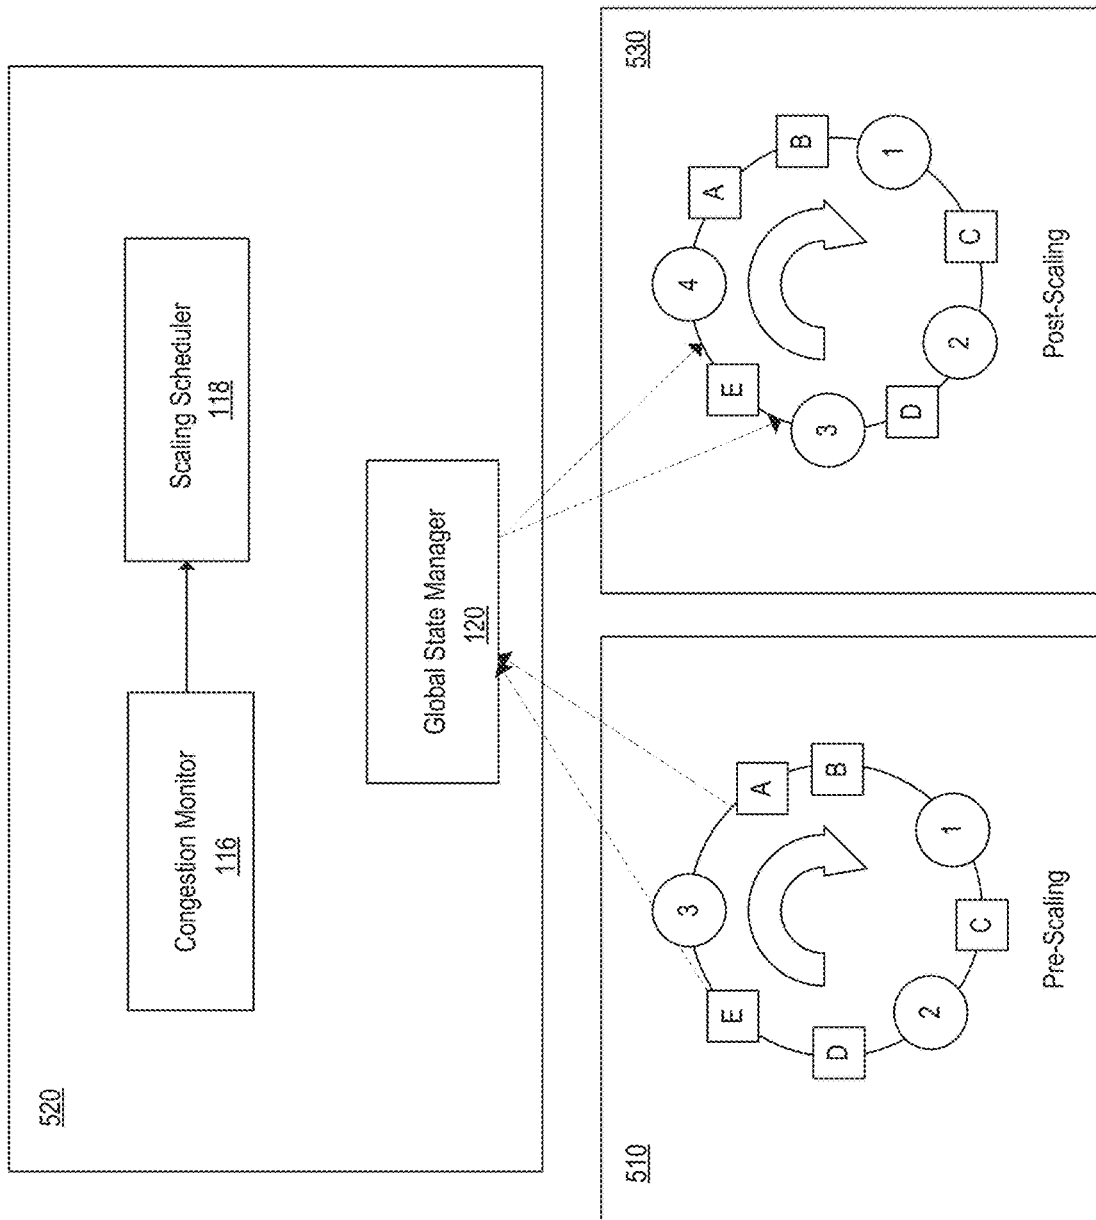 520
Congestion Monitor
116
Scaling Scheduler
118
Global State Manager
120
510
3
A
B
1
C
2
D
E
Pre-Scaling
530
4
A
B
1
C
2
D
3
E
Post-Scaling